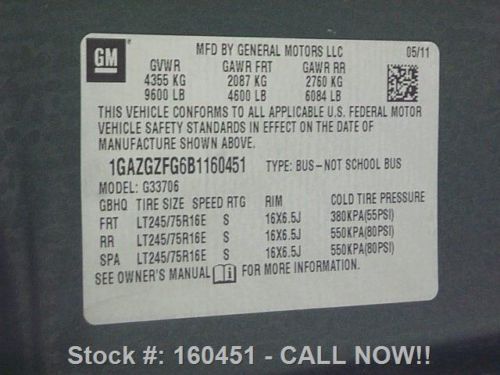 GM
MFD BY GENERAL MOTORS LLC 05/11
GVWR GAWR FRT GAWR RR
4355 KG 2087 KG 2760 KG
9600 LB 4600 LB 6084 LB
THIS VEHICLE CONFORMS TO ALL APPLICABLE U.S. FEDERAL MOTOR
VEHICLE SAFETY STANDARDS IN EFFECT ON THE DATE OF
MANUFACTURE SHOWN ABOVE.
1GAZGZFG6B1160451 TYPE: BUS-NOT SCHOOL BUS
MODEL: G33706
GBHQ TIRE SIZE SPEED RTG RIM COLD TIRE PRESSURE
FRT LT245/75R16E S 16X6.5J 380KPA(55PSI)
RR LT245/75R16E S 16X6.5J 550KPA(80PSI)
SPA LT245/75R16E S 16X6.5J 550KPA(80PSI)
SEE OWNER'S MANUAL FOR MORE INFORMATION.
Stock #: 160451 - CALL NOW!!